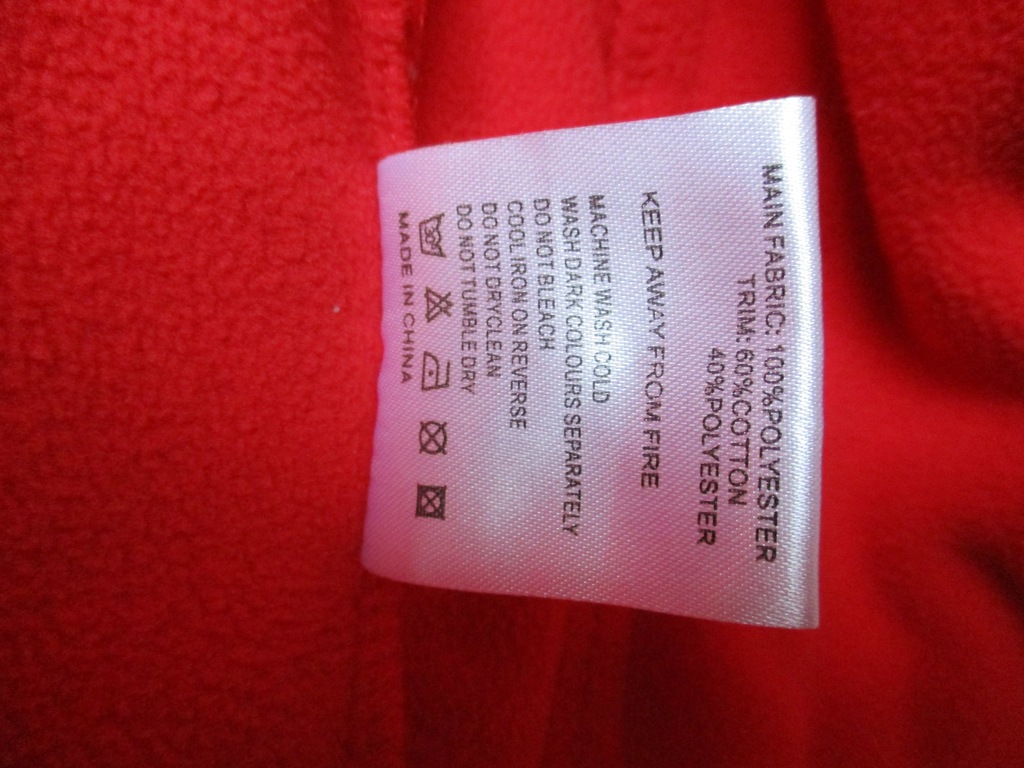 MAIN FABRIC: 100%POLYESTER
TRIM: 60%COTTON
40%POLYESTER
KEEP AWAY FROM FIRE
MACHINE WASH COLD
WASH DARK COLOURS SEPARATELY
DO NOT BLEACH
COOL IRON ON REVERSE
DO NOT DRYCLEAN
DO NOT TUMBLE DRY
MADE IN CHINA